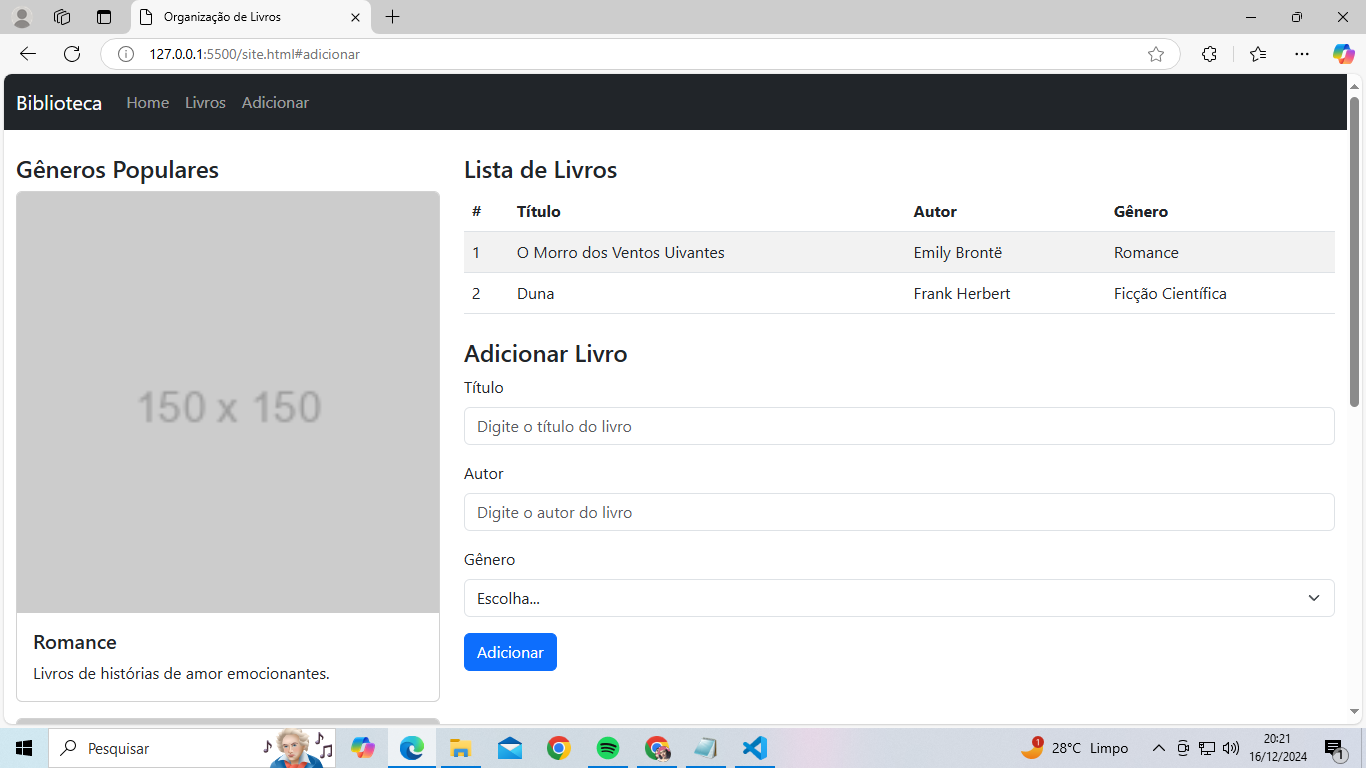 Organização de Livros
127.0.0.1:5500/site.html#adicionar
Biblioteca Home Livros Adicionar
Gêneros Populares
150 x 150
Romance
Livros de histórias de amor emocionantes.
Lista de Livros
# Título Autor Gênero
1 O Morro dos Ventos Uivantes Emily Brontë Romance
2 Duna Frank Herbert Ficção Científica
Adicionar Livro
Título
Digite o título do livro
Autor
Digite o autor do livro
Gênero
Escolha...
Adicionar
Pesquisar
1
28°C Limpo
20:21
16/12/2024
1